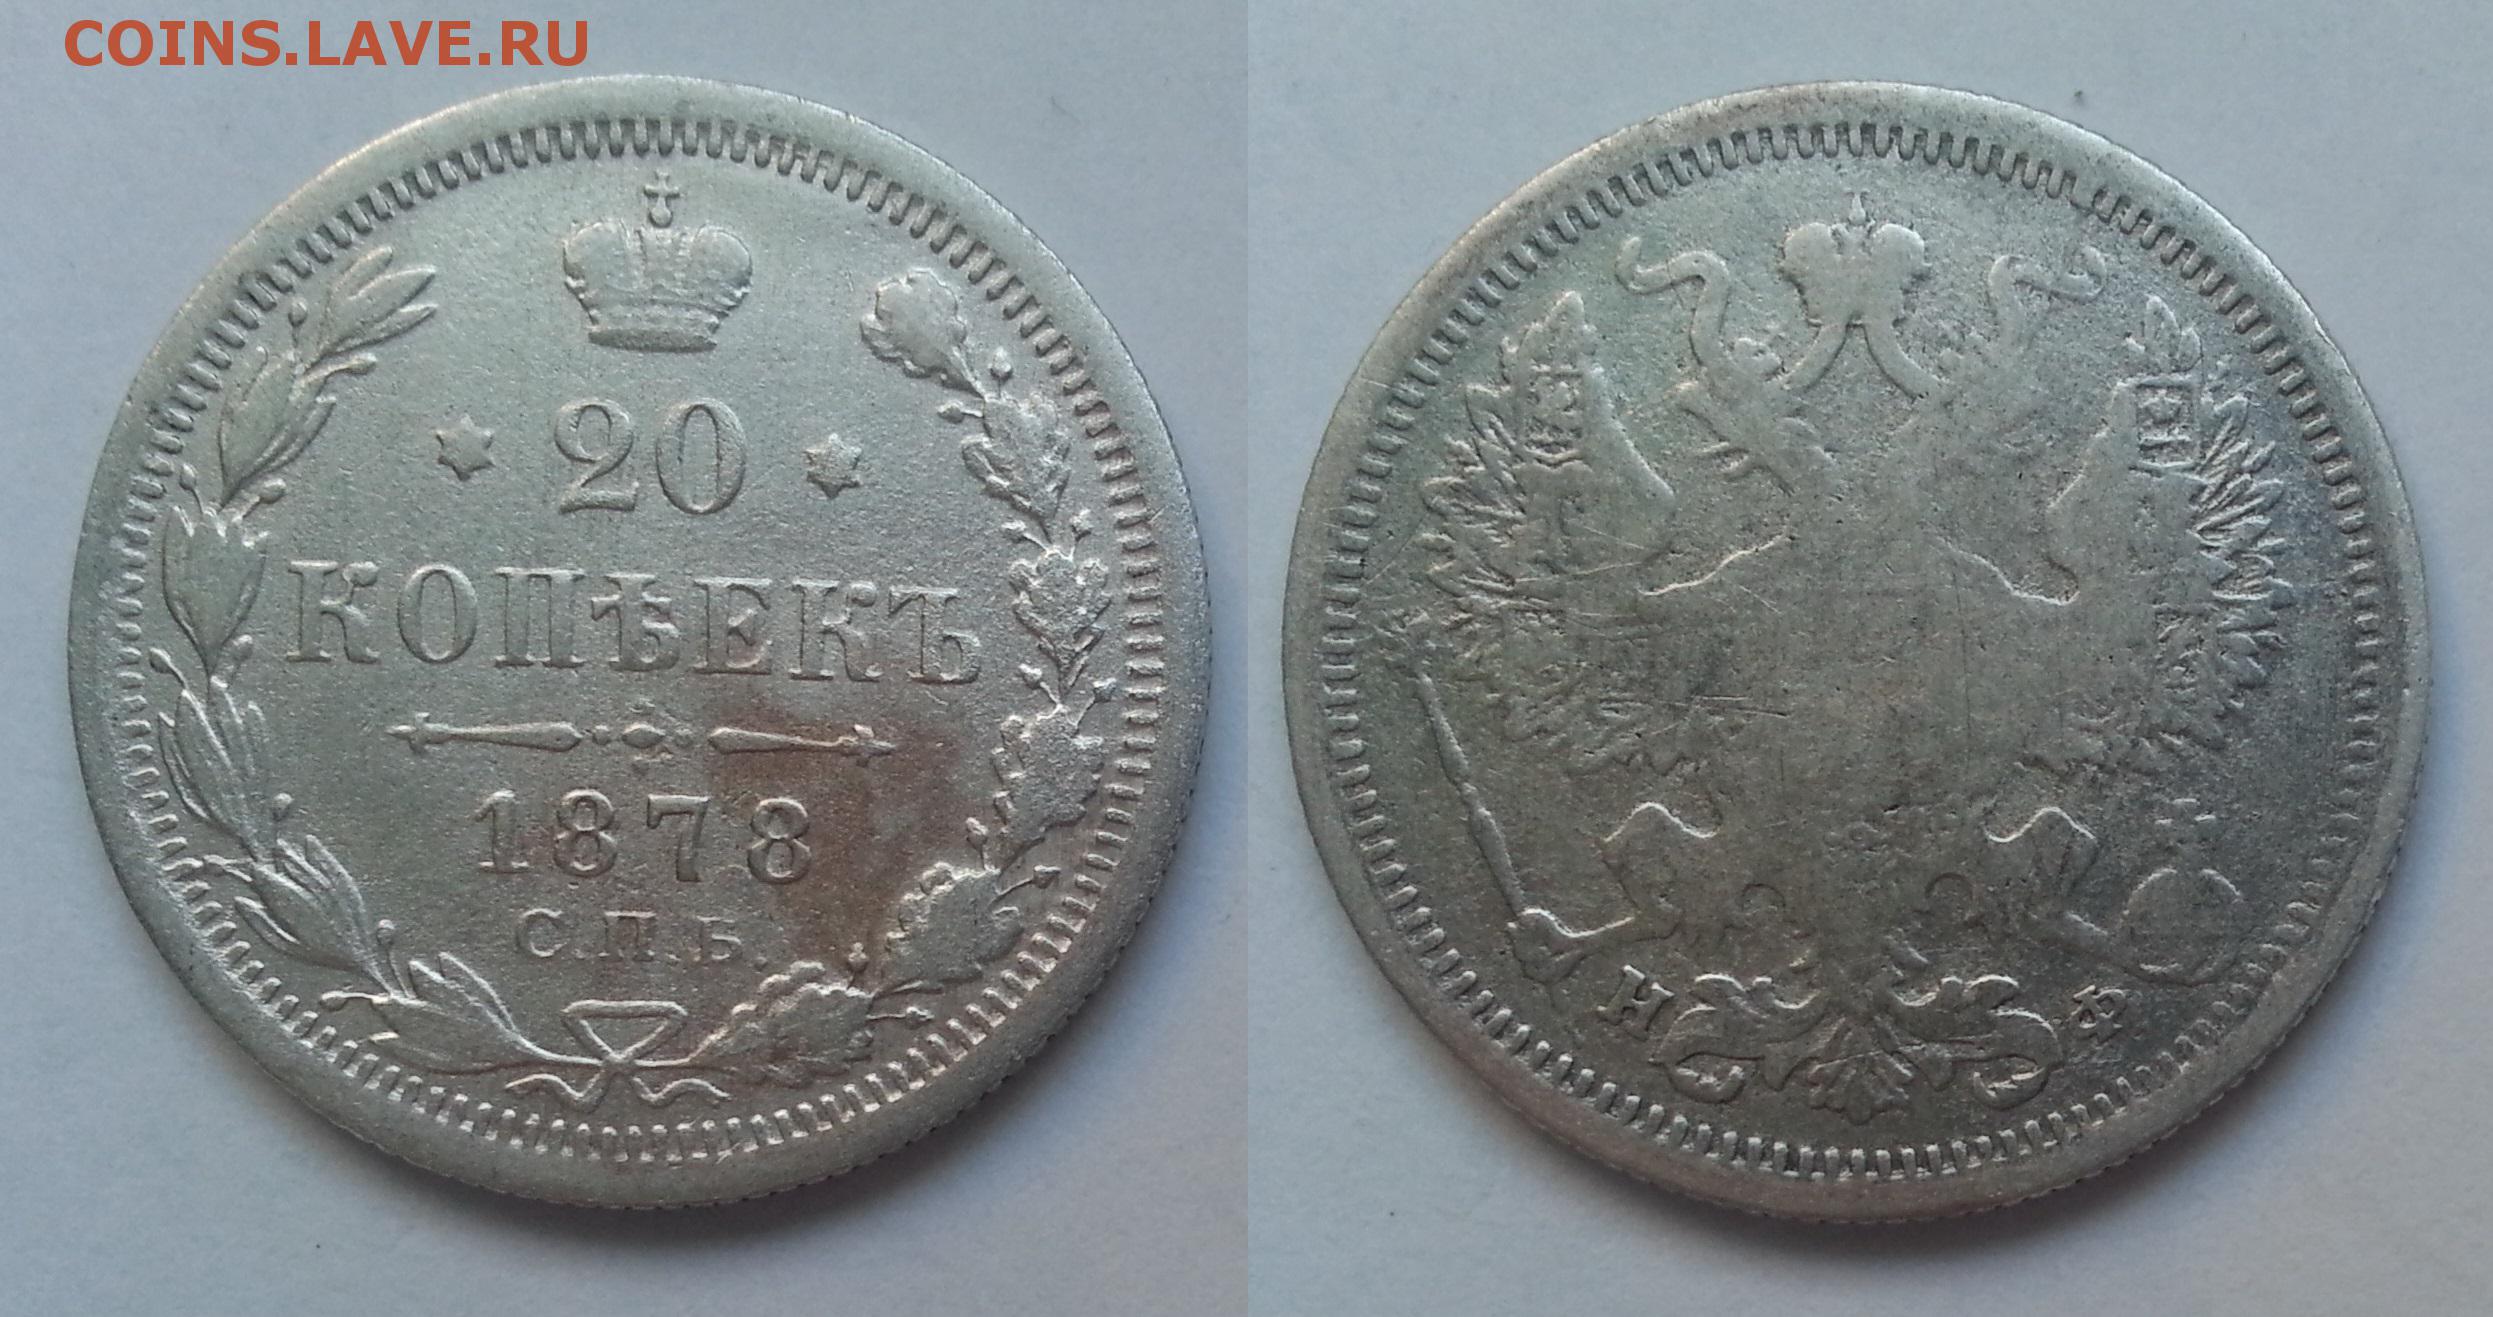 COINS.LAVE.RU
20
КОПѢЕКЪ
1878
С.П.Б.
Н Ф